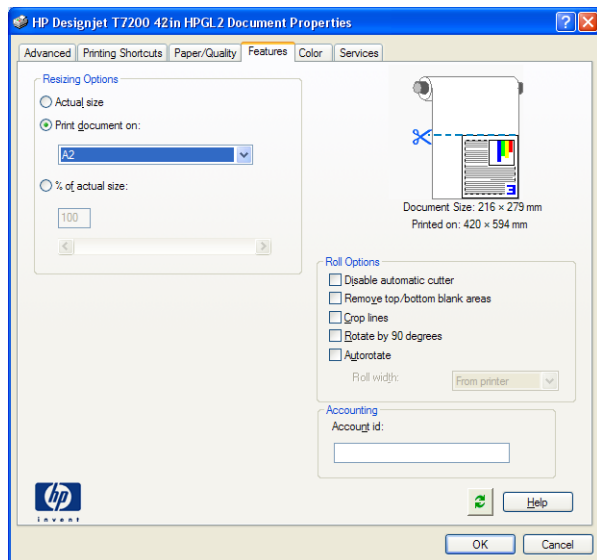 HP Designjet T7200 42in HPGL2 Document Properties
Advanced Printing Shortcuts Paper/Quality Features Color Services
Resizing Options
Actual size
Print document on:
A2
% of actual size:
100
3
Document Size: 216 × 279 mm
Printed on: 420 × 594 mm
Roll Options
Disable automatic cutter
Remove top/bottom blank areas
Crop lines
Rotate by 90 degrees
Autorotate
Roll width: From printer
Accounting
Account id:
hp
invent
Help
OK Cancel